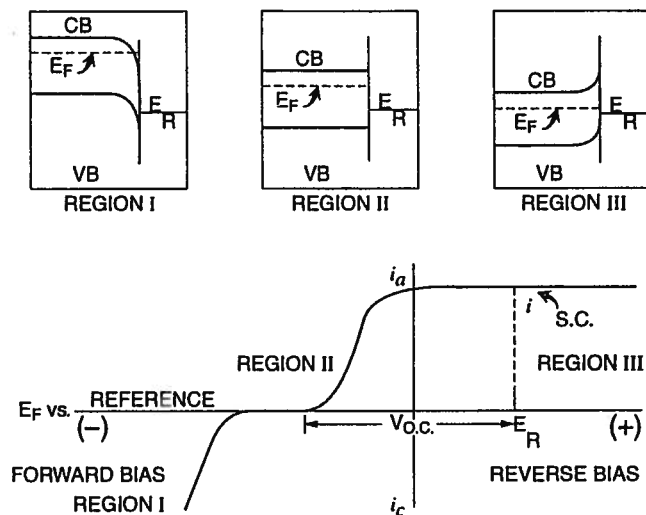 CB
E_F
E_R
VB
REGION I
CB
E_F
E_R
VB
REGION II
CB
E_F
E_R
VB
REGION III
i_a
i
S.C.
REGION II
REGION III
E_F vs. REFERENCE
(-)
V_O.C.
E_R
(+)
FORWARD BIAS
REVERSE BIAS
REGION I
i_c